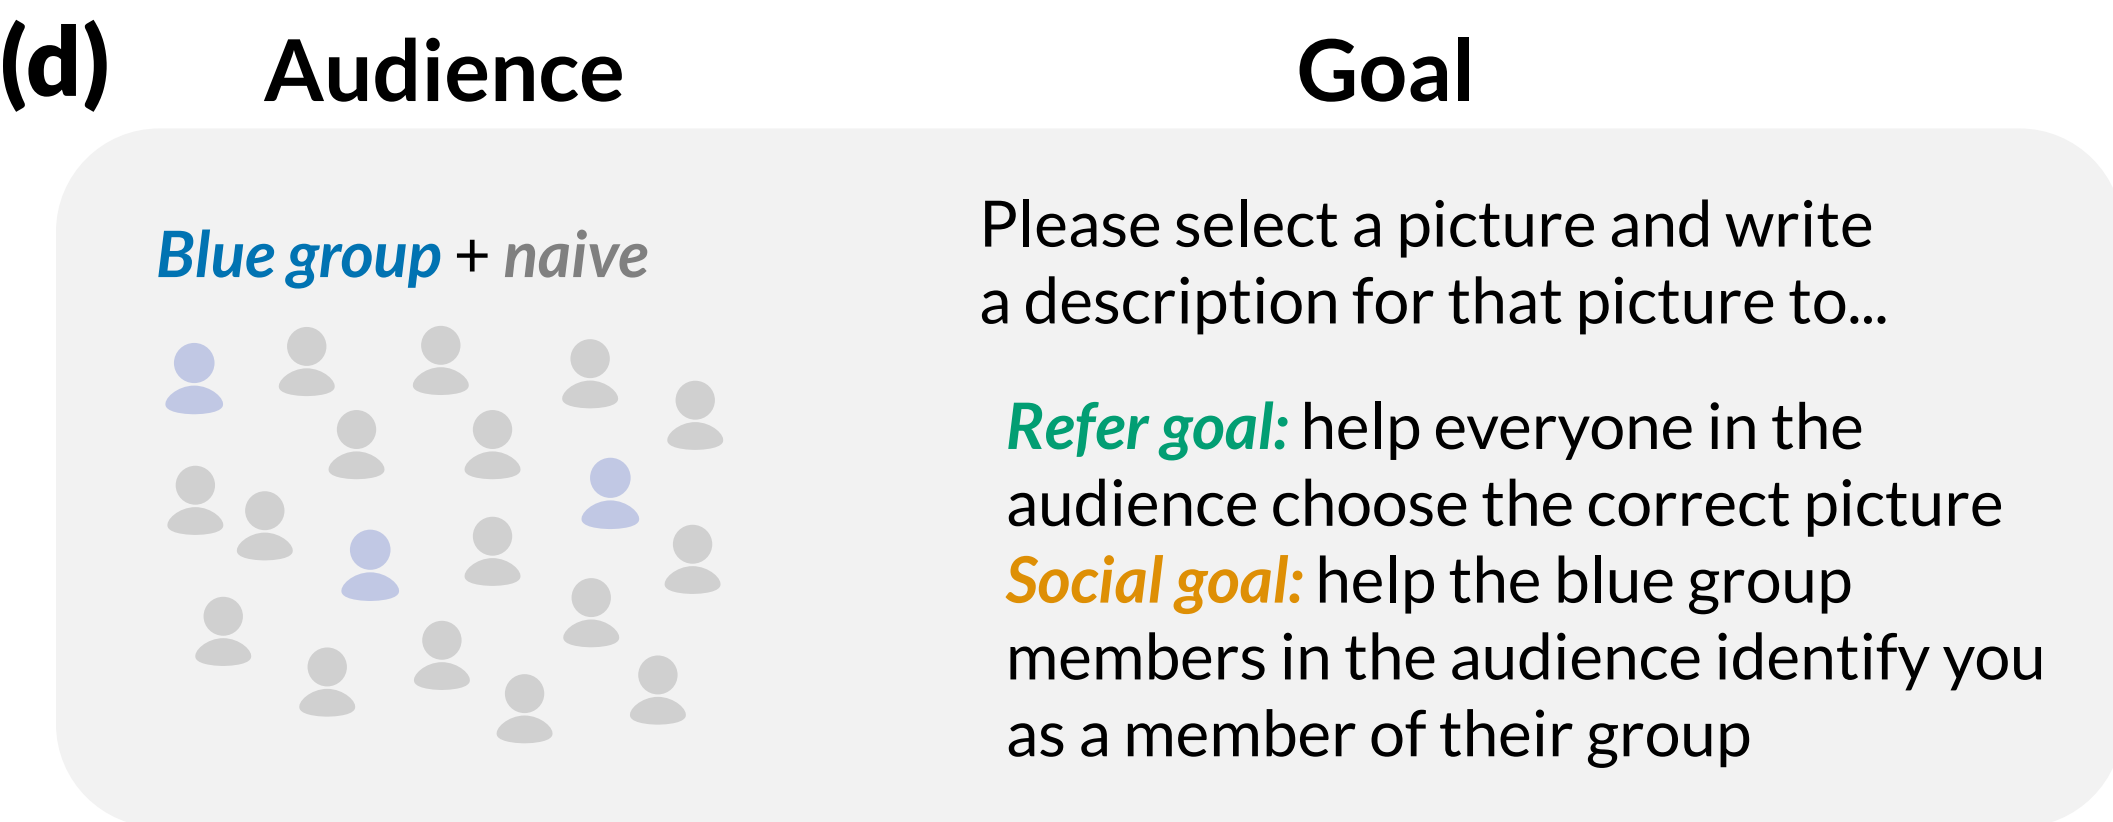 (d) Audience Goal
Blue group + naive
Please select a picture and write
a description for that picture to...
Refer goal: help everyone in the
audience choose the correct picture
Social goal: help the blue group
members in the audience identify you
as a member of their group